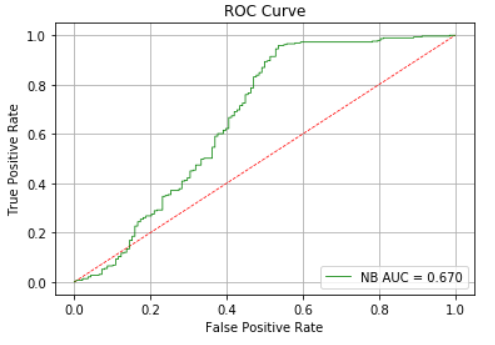 ROC Curve
True Positive Rate
1.0
0.8
0.6
0.4
0.2
0.0
NB AUC = 0.670
0.0 0.2 0.4 0.6 0.8 1.0
False Positive Rate